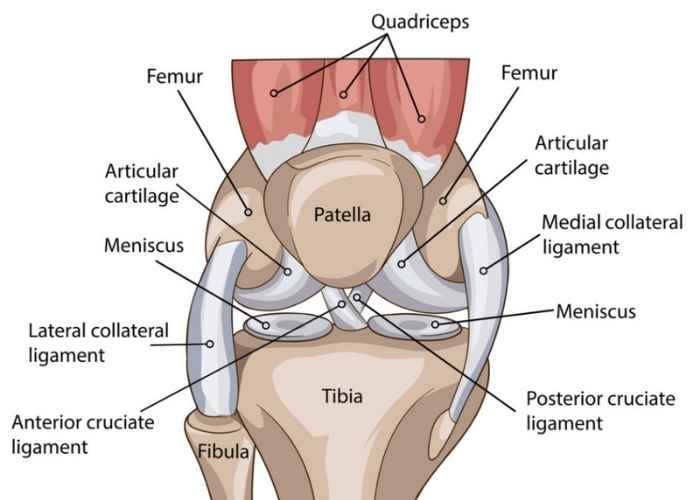 Quadriceps
Femur
Femur
Articular
cartilage
Articular
cartilage
Patella
Medial collateral
ligament
Meniscus
Meniscus
Lateral collateral
ligament
Tibia
Posterior cruciate
ligament
Anterior cruciate
ligament
Fibula